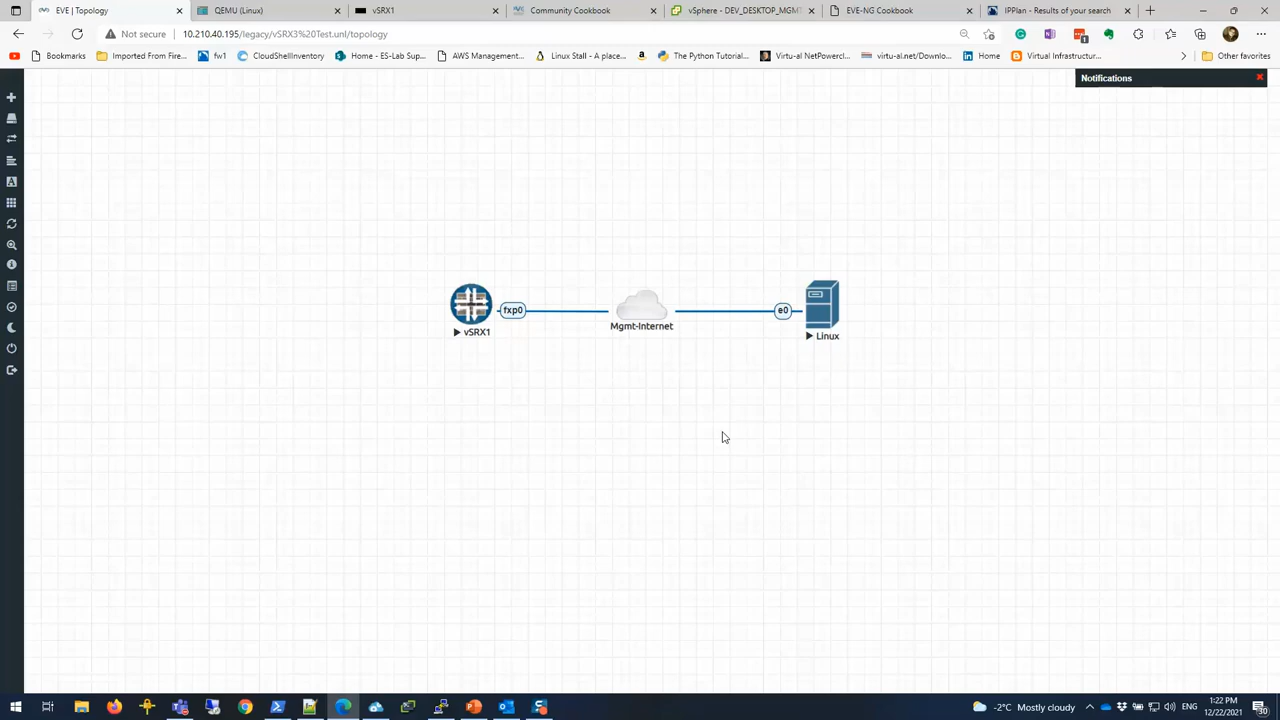 EVE | Topology
QEMU (Linux)
vSRX1
Community Cookbook
vSphere - DEV_DESKTOP_MGMT
EVE-NG Cookbook
IPPlan - Results of your search
Not secure
10.210.40.195/legacy/vSRX3%20Test.unl/topology
1
Bookmarks
Imported From Fire...
fw1
CloudShellInventory
Home - eLab Sup...
AWS Management...
Linux Stall - A place...
The Python Tutorial...
Virtu-al NetPowercl...
virtu-al.net/Downlo...
Home
Virtual Infrastructur...
Other favorites
Notifications
fxp0
Mgmt-Internet
e0
vSRX1
Linux
-2°C Mostly cloudy
ENG
1:22 PM
12/22/2021
30